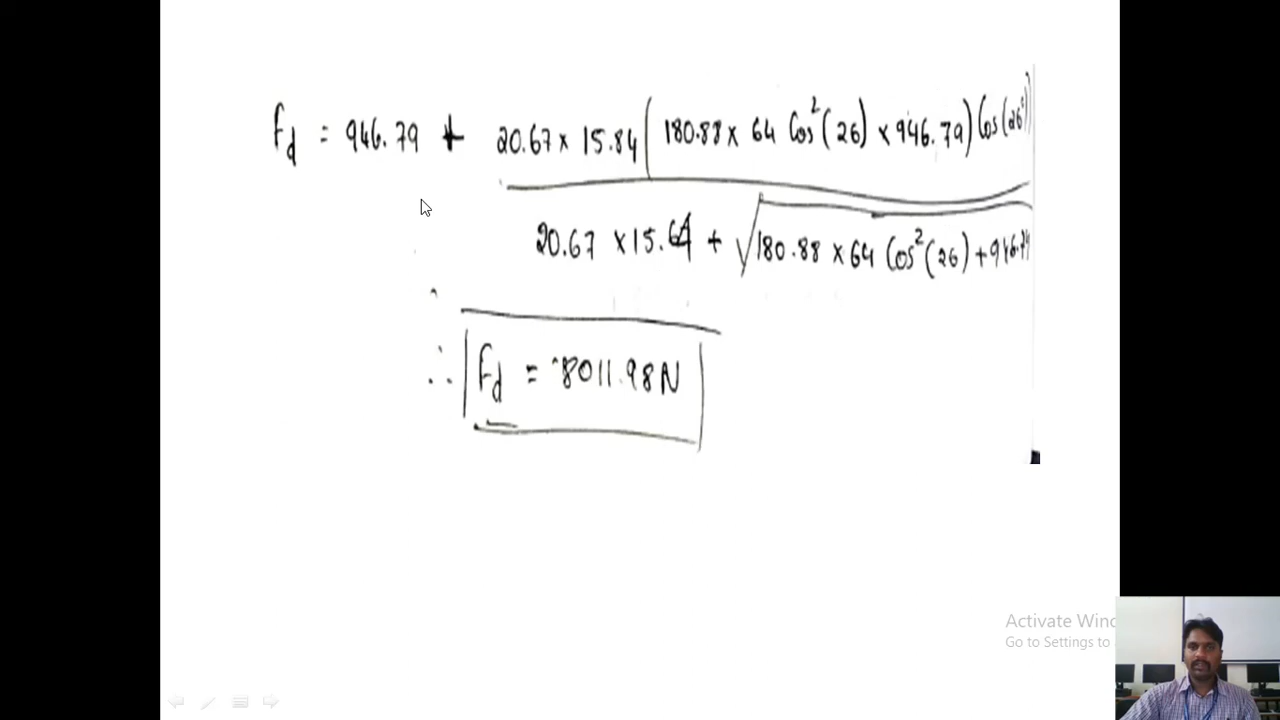 Fd = 946.79 + 20.67 × 15.84 (180.88 × 64 Cos²(26) × 946.79) Cos(26°)
20.67 × 15.64 + √180.88 × 64 Cos²(26) + 946.79
∴ Fd = 8011.98 N
Activate Wind
Go to Settings to